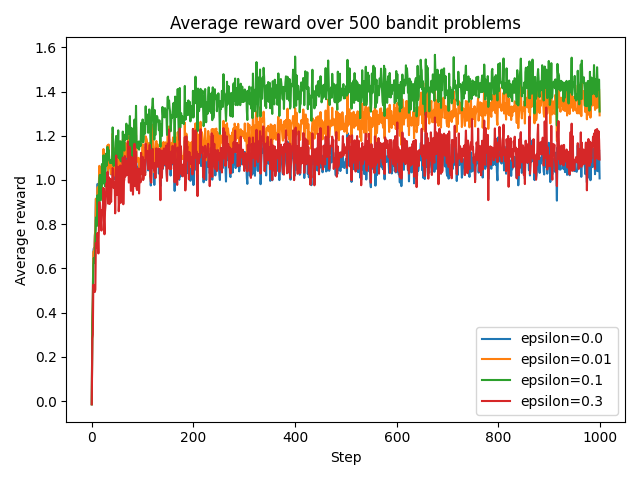 Average reward over 500 bandit problems
1.6
1.4
1.2
1.0
0.8
0.6
0.4
0.2
0.0
Average reward
epsilon=0.0
epsilon=0.01
epsilon=0.1
epsilon=0.3
0 200 400 600 800 1000
Step